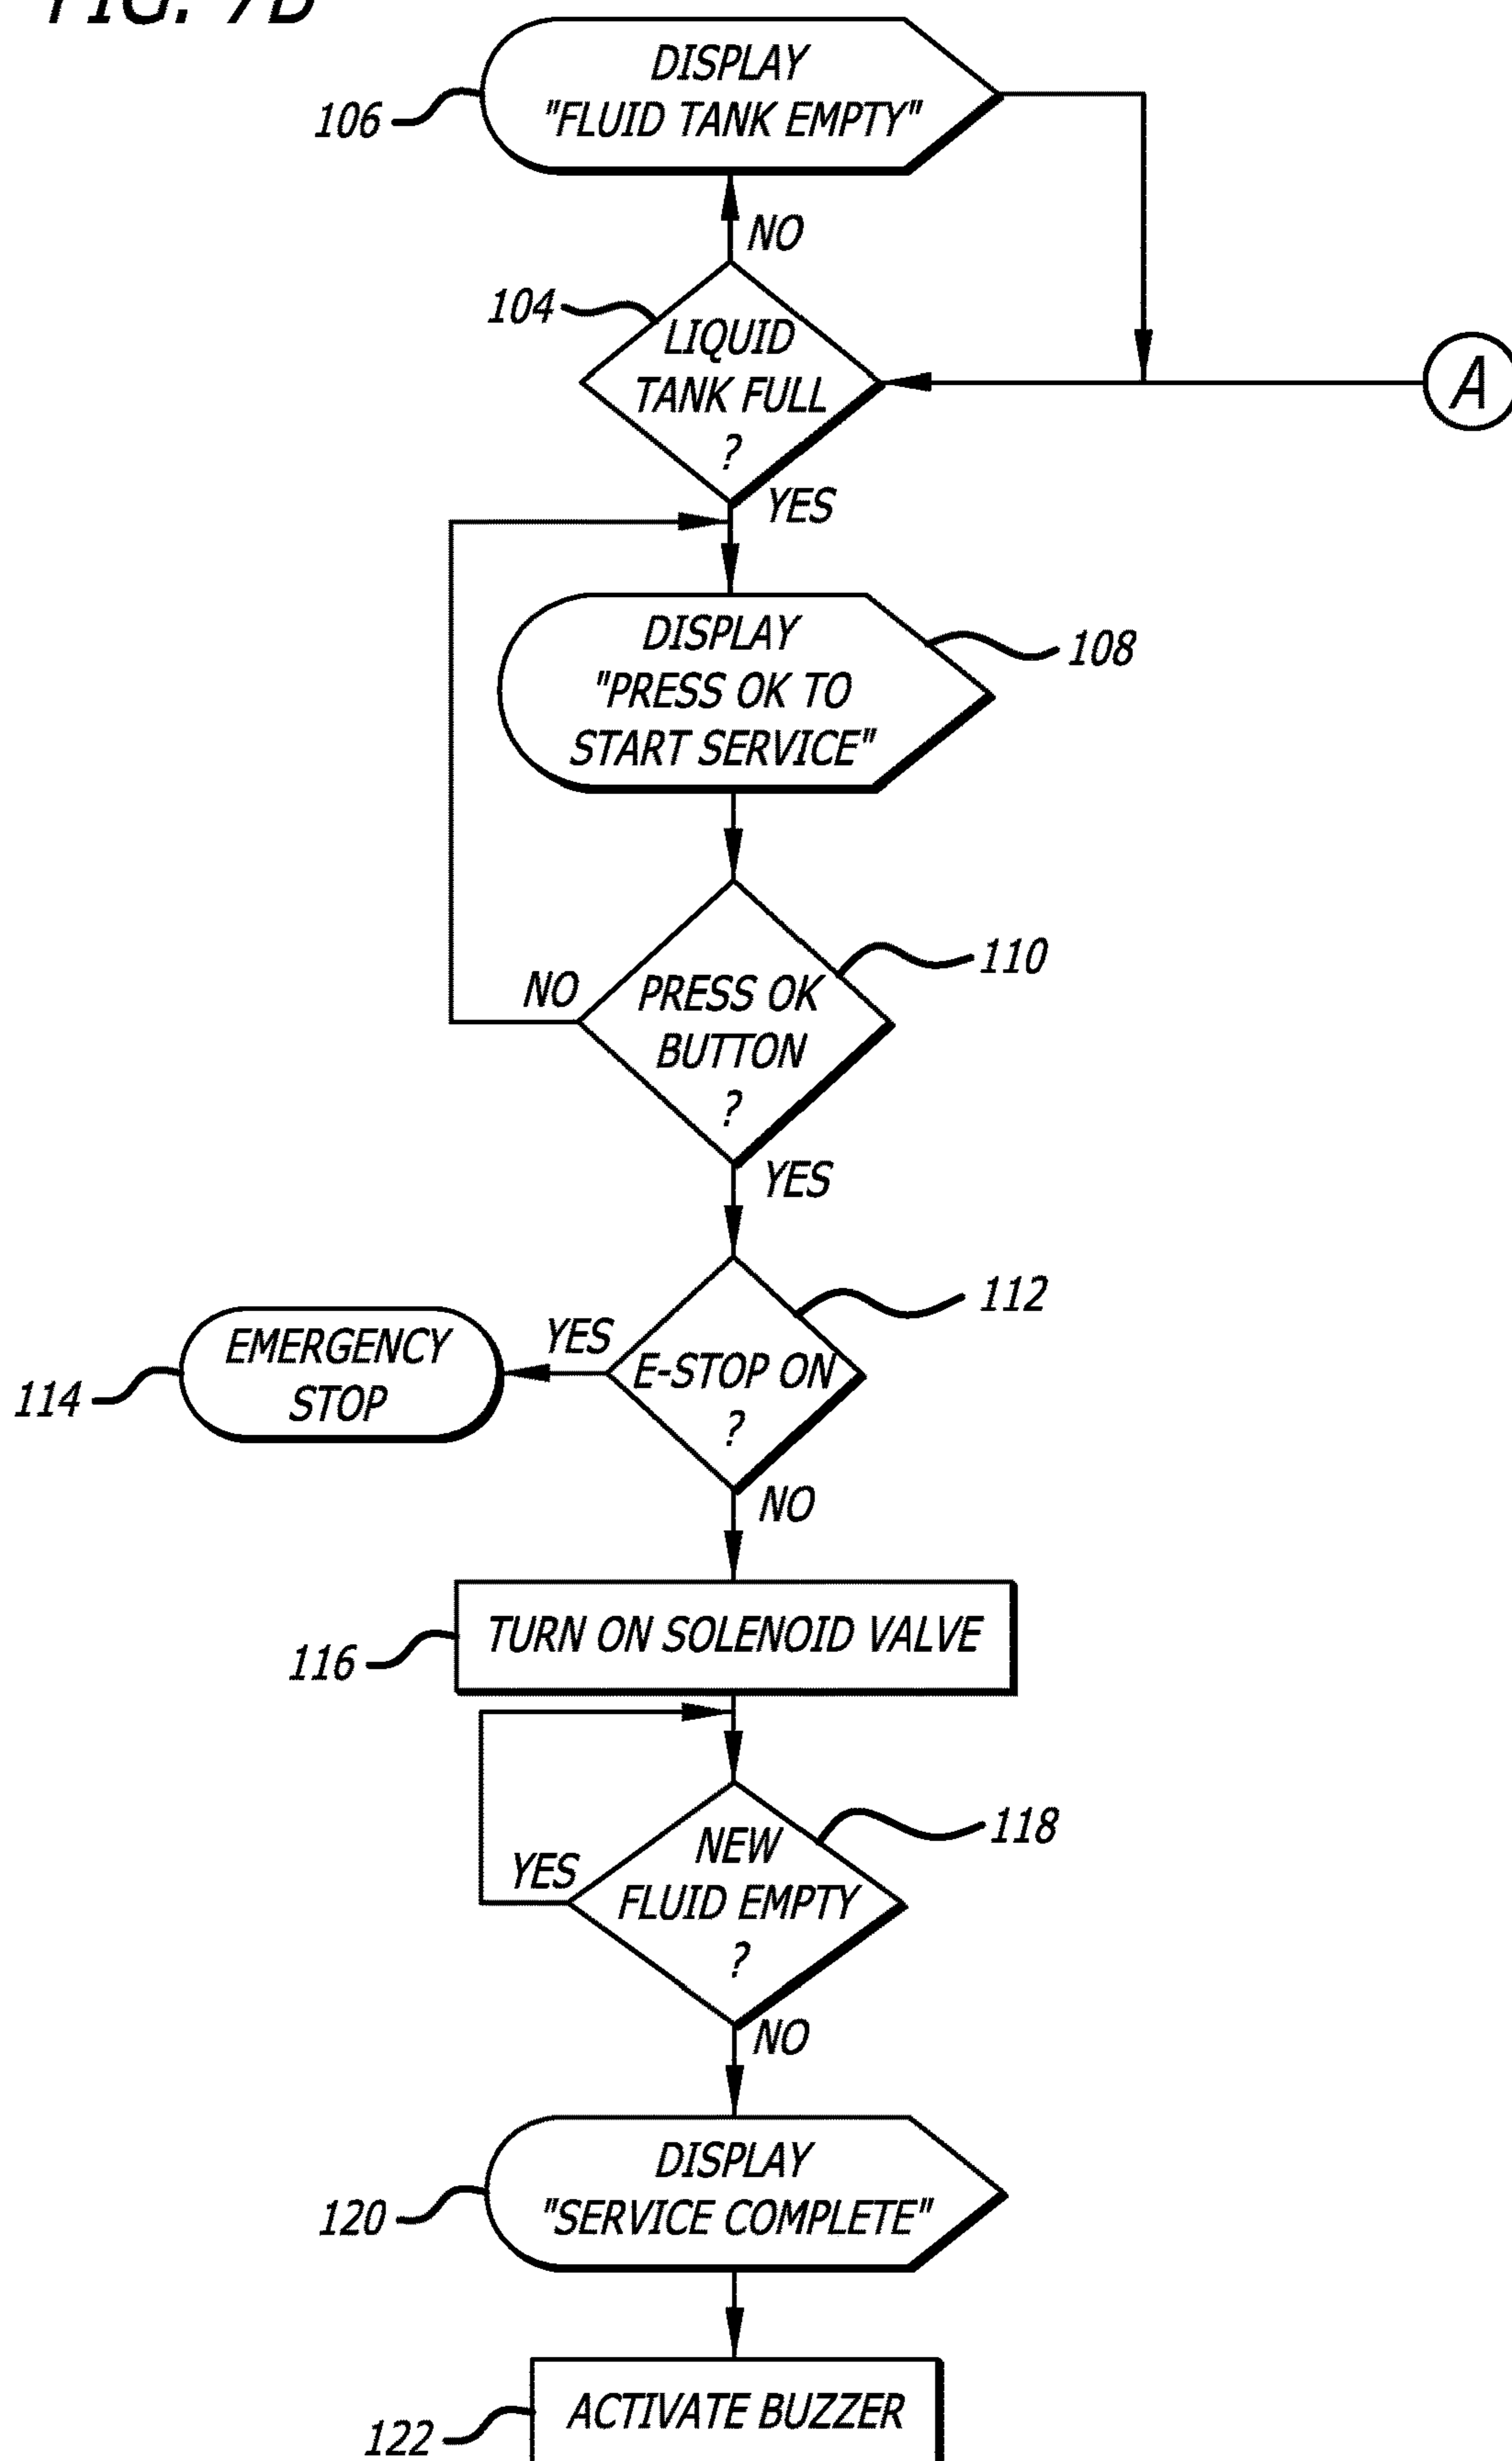 FIG. 7B
DISPLAY
"FLUID TANK EMPTY"
106
NO
104
LIQUID
TANK FULL
?
A
YES
DISPLAY
"PRESS OK TO
START SERVICE"
108
110
NO
PRESS OK
BUTTON
?
YES
112
EMERGENCY
STOP
114
YES
E-STOP ON
?
NO
TURN ON SOLENOID VALVE
116
118
NEW
FLUID EMPTY
?
YES
NO
DISPLAY
"SERVICE COMPLETE"
120
ACTIVATE BUZZER
122